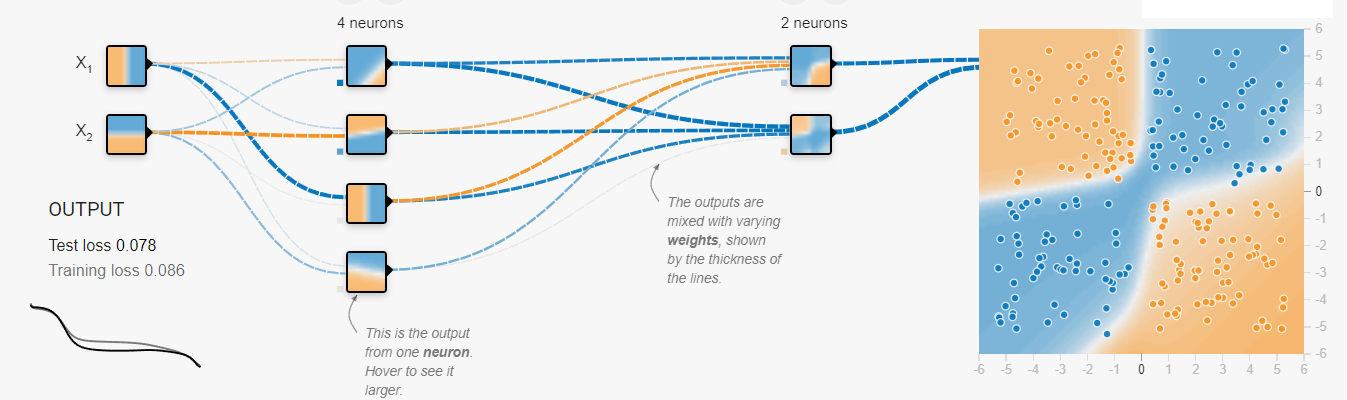 4 neurons
2 neurons
X1
X2
OUTPUT
Test loss 0.078
Training loss 0.086
The outputs are
mixed with varying
weights, shown
by the thickness of
the lines.
This is the output
from one neuron.
Hover to see it
larger.
6
5
4
3
2
1
0
-1
-2
-3
-4
-5
-6
-6 -5 -4 -3 -2 -1 0 1 2 3 4 5 6